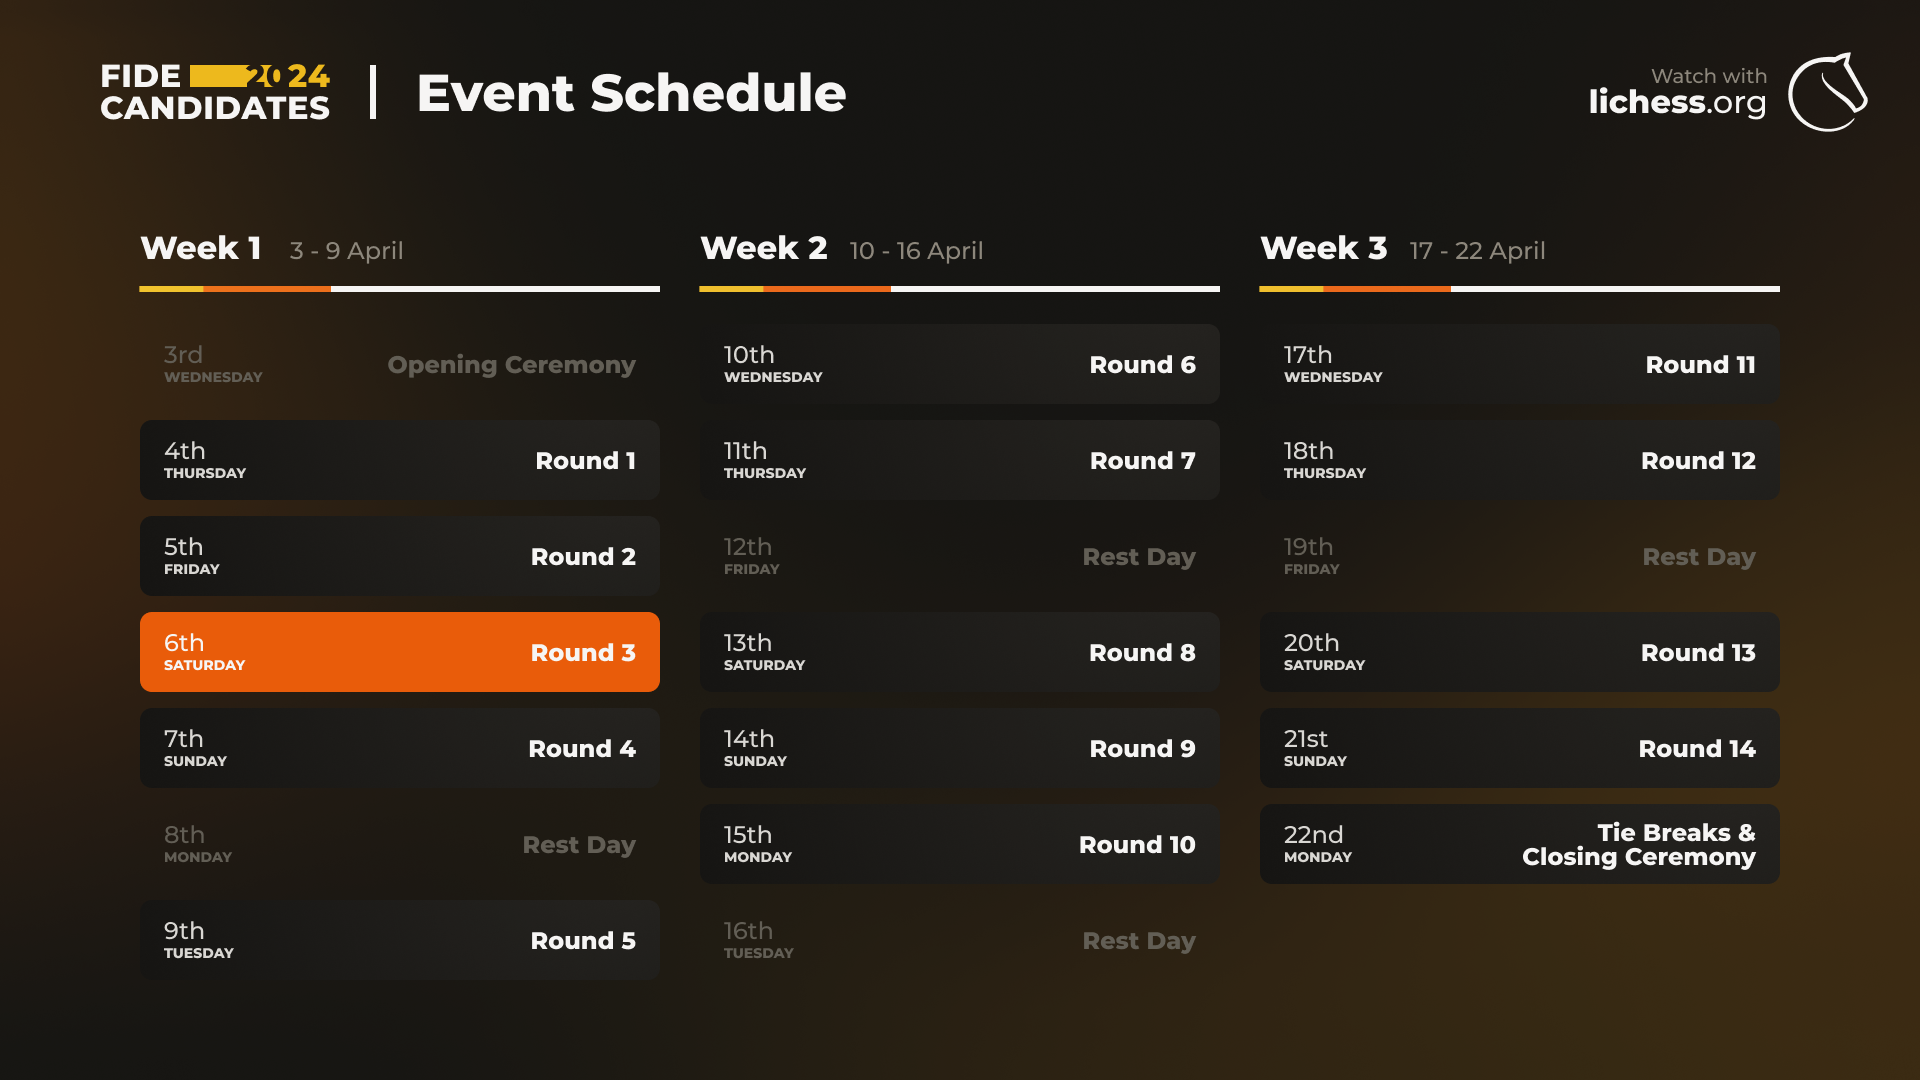 FIDE 2024
CANDIDATES
Event Schedule
Watch with
lichess.org
Week 1 3 - 9 April
3rd
WEDNESDAY
Opening Ceremony
4th
THURSDAY
Round 1
5th
FRIDAY
Round 2
6th
SATURDAY
Round 3
7th
SUNDAY
Round 4
8th
MONDAY
Rest Day
9th
TUESDAY
Round 5
Week 2 10 - 16 April
10th
WEDNESDAY
Round 6
11th
THURSDAY
Round 7
12th
FRIDAY
Rest Day
13th
SATURDAY
Round 8
14th
SUNDAY
Round 9
15th
MONDAY
Round 10
16th
TUESDAY
Rest Day
Week 3 17 - 22 April
17th
WEDNESDAY
Round 11
18th
THURSDAY
Round 12
19th
FRIDAY
Rest Day
20th
SATURDAY
Round 13
21st
SUNDAY
Round 14
22nd
MONDAY
Tie Breaks &
Closing Ceremony